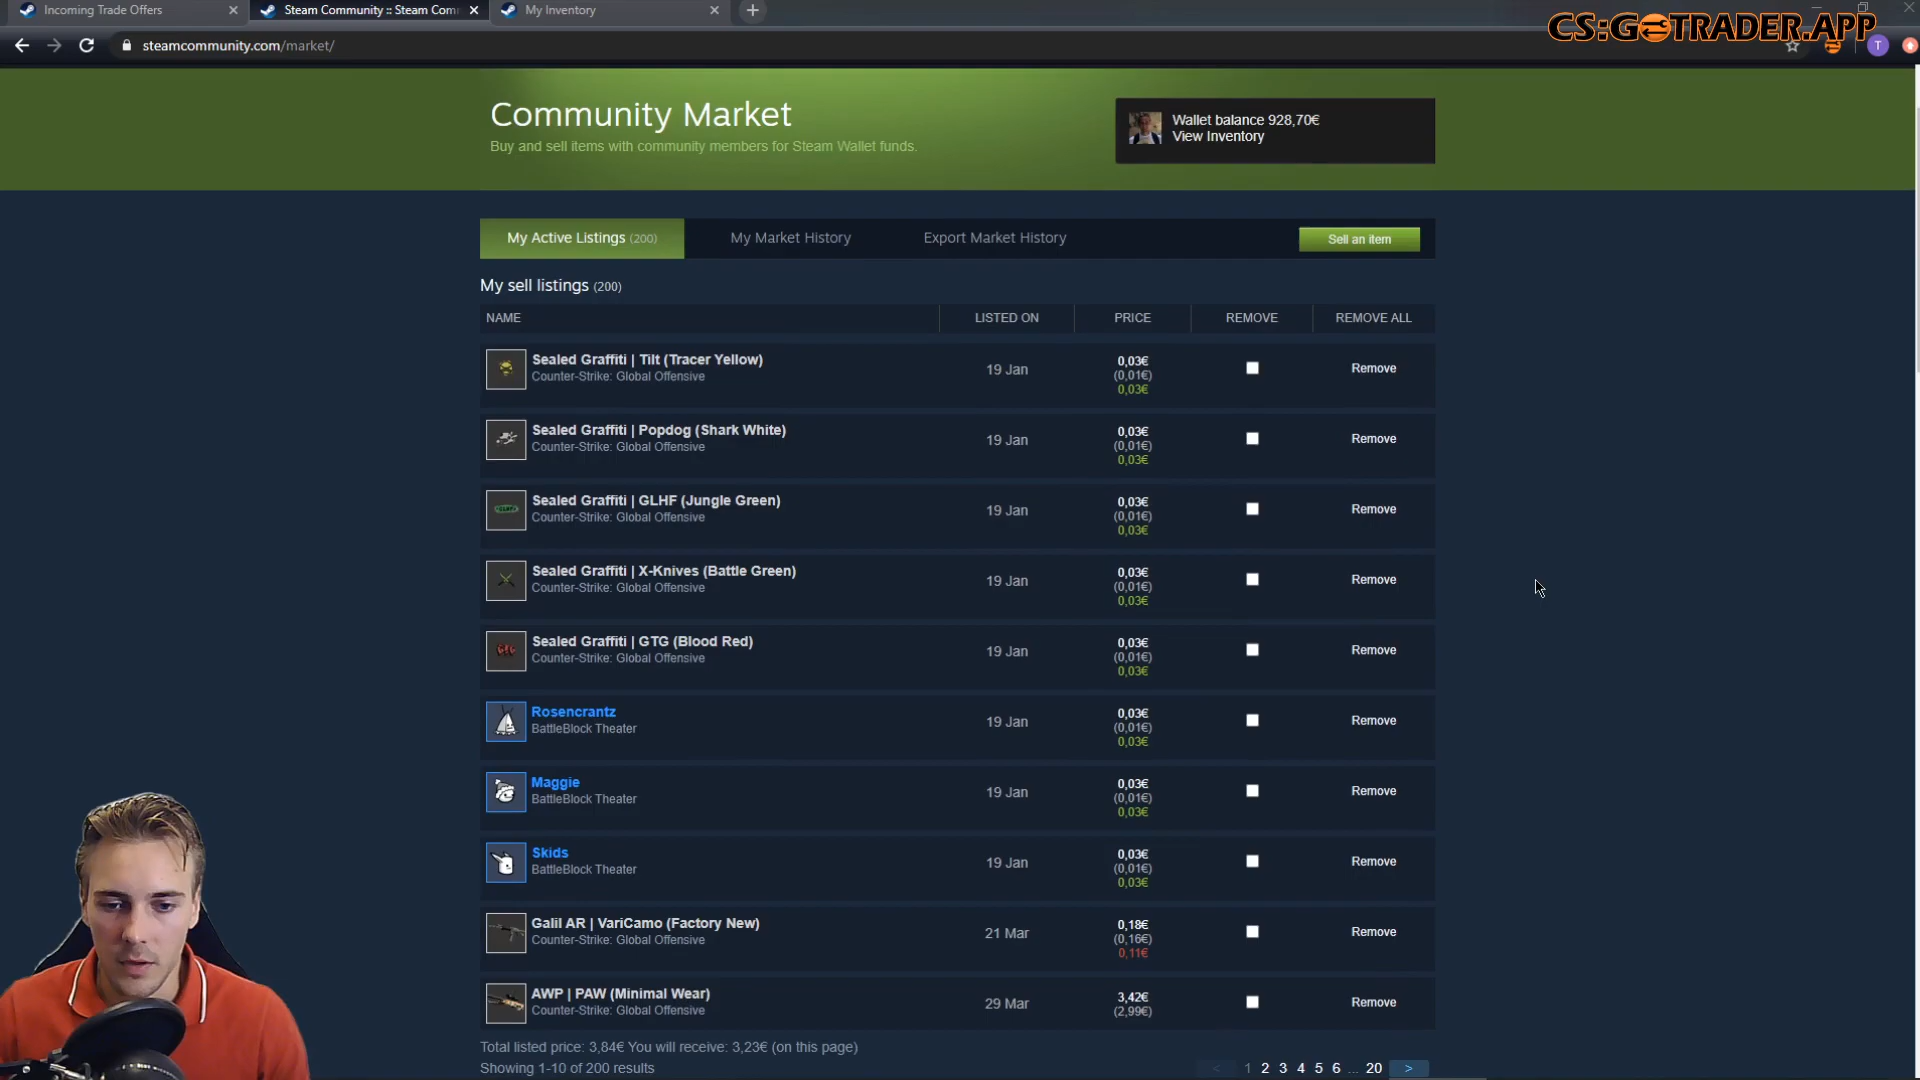 Incoming Trade Offers
Steam Community :: Steam Com
My Inventory
CS:GOTRADER.APP
steamcommunity.com/market/
T
Community Market
Buy and sell items with community members for Steam Wallet funds.
Wallet balance 928,70€
View Inventory
My Active Listings (200)
My Market History
Export Market History
Sell an item
My sell listings (200)
NAME LISTED ON PRICE REMOVE REMOVE ALL
Sealed Graffiti | Tilt (Tracer Yellow)
Counter-Strike: Global Offensive
19 Jan
0,03€
(0,01€)
0,03€
Remove
Sealed Graffiti | Popdog (Shark White)
Counter-Strike: Global Offensive
19 Jan
0,03€
(0,01€)
0,03€
Remove
Sealed Graffiti | GLHF (Jungle Green)
Counter-Strike: Global Offensive
19 Jan
0,03€
(0,01€)
0,03€
Remove
Sealed Graffiti | X-Knives (Battle Green)
Counter-Strike: Global Offensive
19 Jan
0,03€
(0,01€)
0,03€
Remove
Sealed Graffiti | GTG (Blood Red)
Counter-Strike: Global Offensive
19 Jan
0,03€
(0,01€)
0,03€
Remove
Rosencrantz
BattleBlock Theater
19 Jan
0,03€
(0,01€)
0,03€
Remove
Maggie
BattleBlock Theater
19 Jan
0,03€
(0,01€)
0,03€
Remove
Skids
BattleBlock Theater
19 Jan
0,03€
(0,01€)
0,03€
Remove
Galil AR | VariCamo (Factory New)
Counter-Strike: Global Offensive
21 Mar
0,18€
(0,16€)
0,11€
Remove
AWP | PAW (Minimal Wear)
Counter-Strike: Global Offensive
29 Mar
3,42€
(2,99€)
Remove
Total listed price: 3,84€ You will receive: 3,23€ (on this page)
Showing 1-10 of 200 results
< 1 2 3 4 5 6 ... 20 >